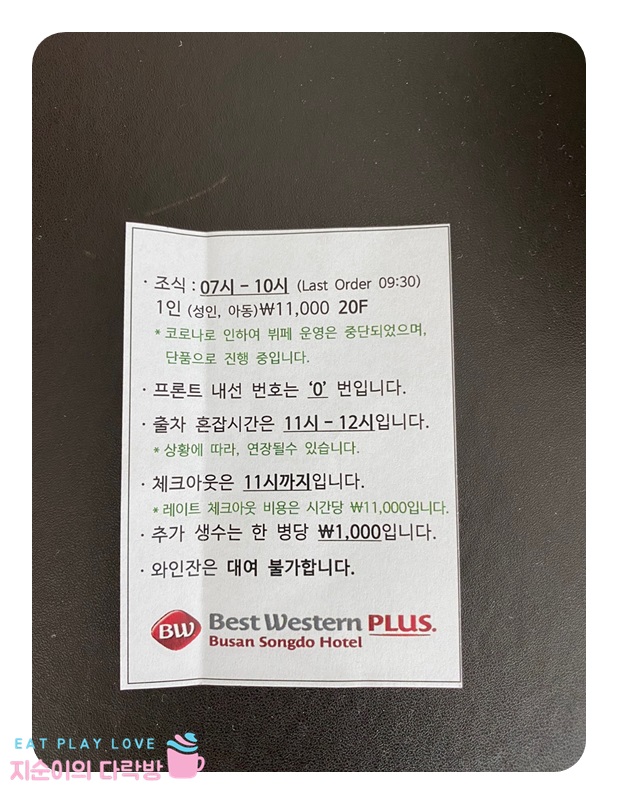 · 조식 : 07시 - 10시 (Last Order 09:30)
1인 (성인, 아동)₩11,000 20F
* 코로나로 인하여 뷔페 운영은 중단되었으며,
단품으로 진행 중입니다.
· 프론트 내선 번호는 ‘0’ 번입니다.
· 출차 혼잡시간은 11시 - 12시입니다.
* 상황에 따라, 연장될수 있습니다.
· 체크아웃은 11시까지입니다.
* 레이트 체크아웃 비용은 시간당 ₩11,000입니다.
· 추가 생수는 한 병당 ₩1,000입니다.
· 와인잔은 대여 불가합니다.
BW Best Western PLUS.
Busan Songdo Hotel
EAT PLAY LOVE
지순이의 다락방